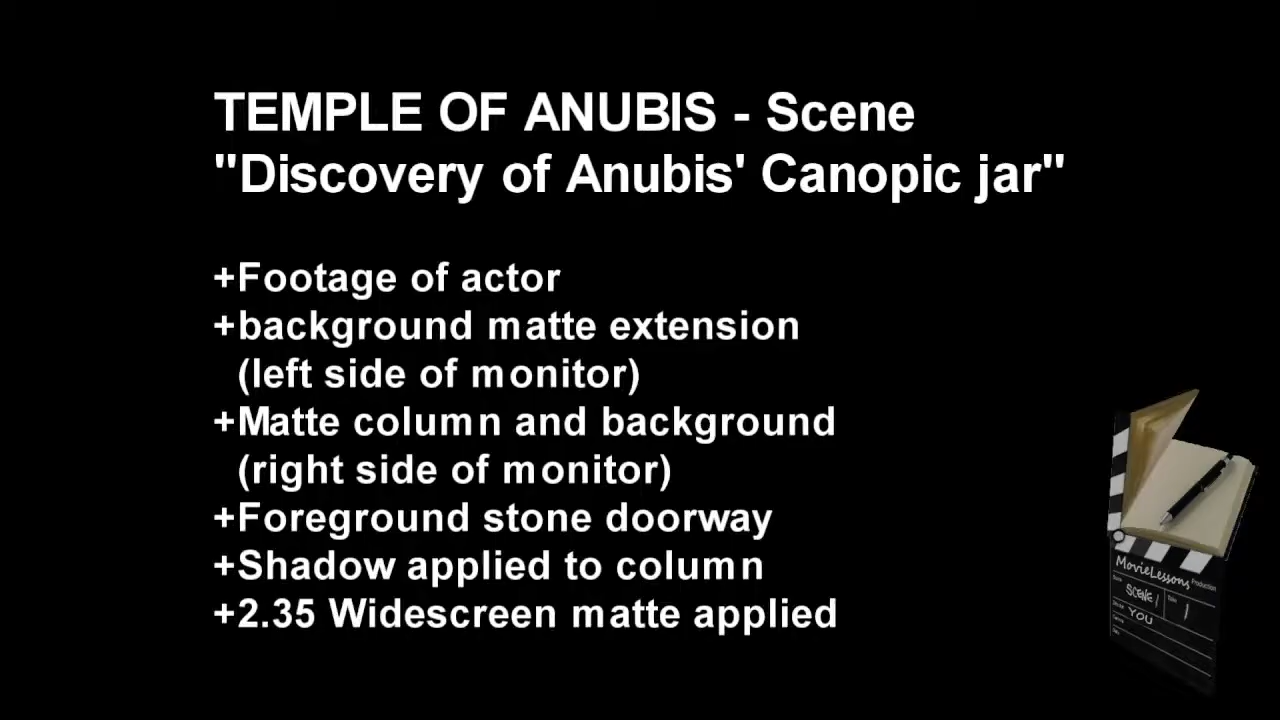 TEMPLE OF ANUBIS - Scene
"Discovery of Anubis' Canopic jar"
+Footage of actor
+background matte extension
(left side of monitor)
+Matte column and background
(right side of monitor)
+Foreground stone doorway
+Shadow applied to column
+2.35 Widescreen matte applied
MovieLessons Production
SCENE 1
1
YOU